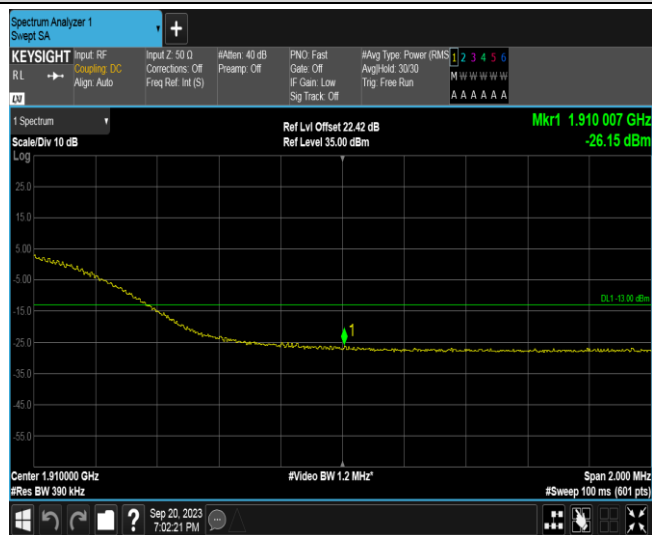 Spectrum Analyzer 1
Swept SA
+
KEYSIGHT
RL
LXI
Input: RF
Coupling: DC
Align: Auto
Input Z: 50 Ω
Corrections: Off
Freq Ref: Int (S)
#Atten: 40 dB
Preamp: Off
PNO: Fast
Gate: Off
IF Gain: Low
Sig Track: Off
#Avg Type: Power (RMS
Avg|Hold: 30/30
Trig: Free Run
1 2 3 4 5 6
M W W W W W
A A A A A A
1 Spectrum
Scale/Div 10 dB
Log
Ref Lvl Offset 22.42 dB
Ref Level 35.00 dBm
Mkr1 1.910 007 GHz
-26.15 dBm
25.0
15.0
5.00
-5.00
-15.0
-25.0
-35.0
-45.0
-55.0
DL1 -13.00 dBm
1
Center 1.910000 GHz
#Res BW 390 kHz
#Video BW 1.2 MHz*
Span 2.000 MHz
#Sweep 100 ms (601 pts)
?
Sep 20, 2023
7:02:21 PM